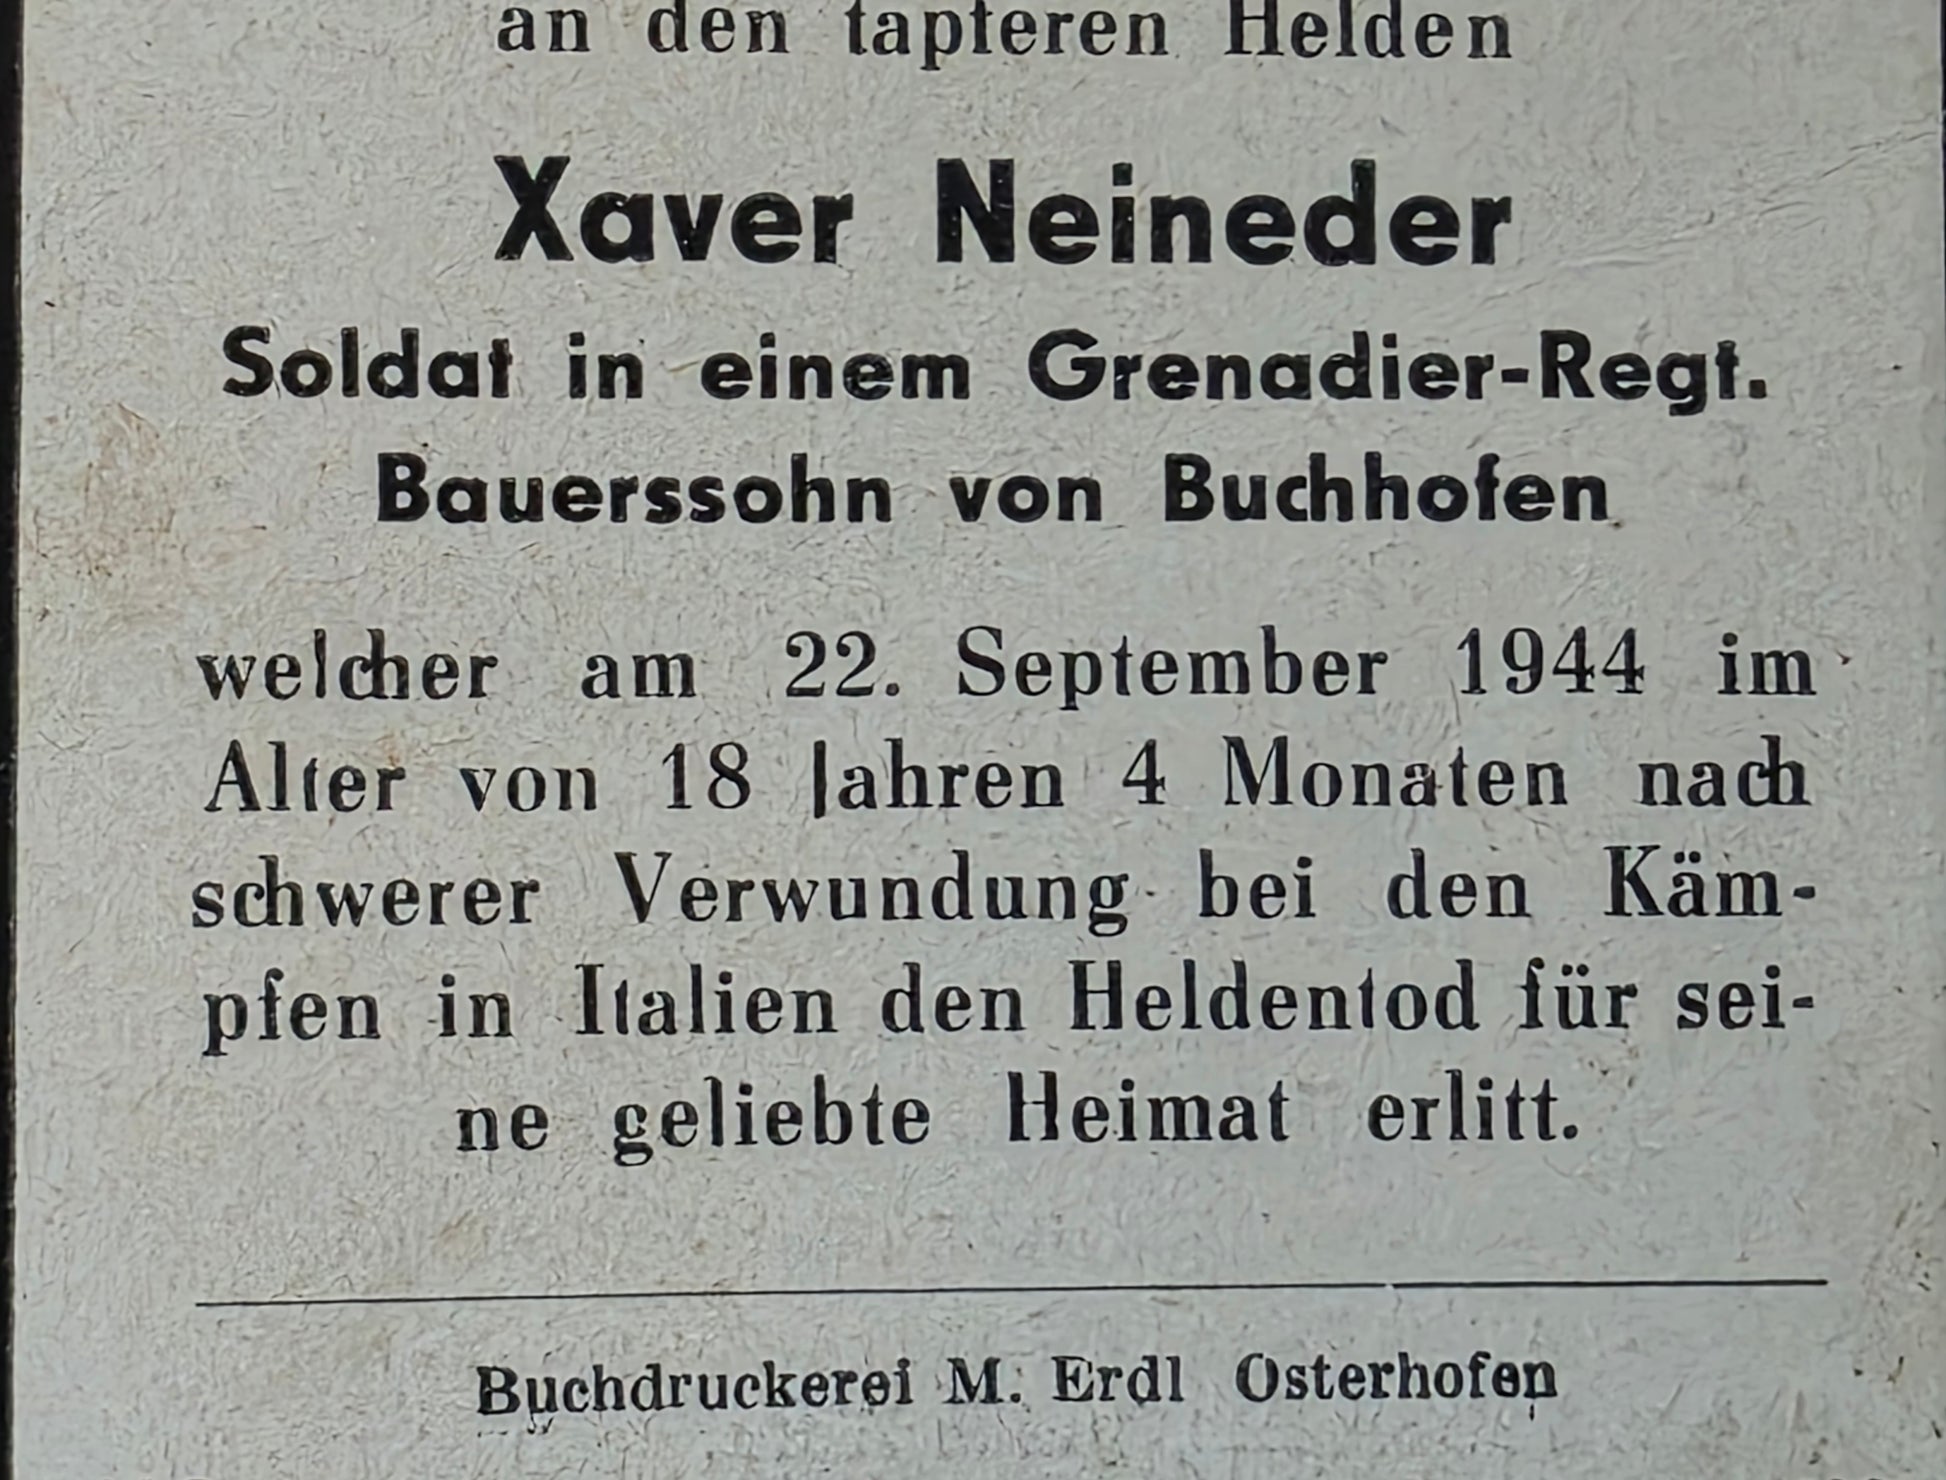 an den tapferen Helden
Xaver Neineder
Soldat in einem Grenadier-Regt.
Bauerssohn von Buchhofen
welcher am 22. September 1944 im
Alter von 18 Jahren 4 Monaten nach
schwerer Verwundung bei den Käm-
pfen in Italien den Heldentod für sei-
ne geliebte Heimat erlitt.
Buchdruckerei M. Erdl Osterhofen